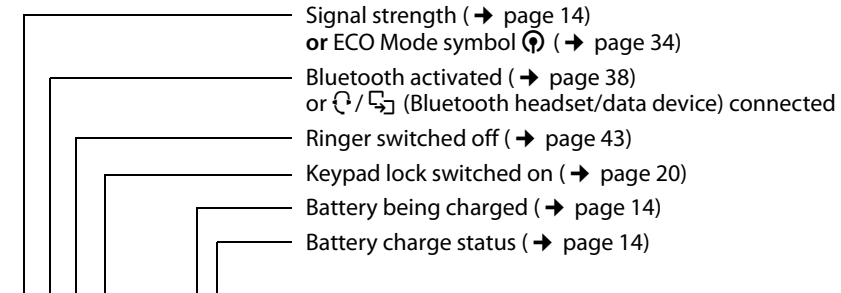 Signal strength (➔ page 14)
or ECO Mode symbol (➔ page 34)
Bluetooth activated (➔ page 38)
or / (Bluetooth headset/data device) connected
Ringer switched off (➔ page 43)
Keypad lock switched on (➔ page 20)
Battery being charged (➔ page 14)
Battery charge status (➔ page 14)